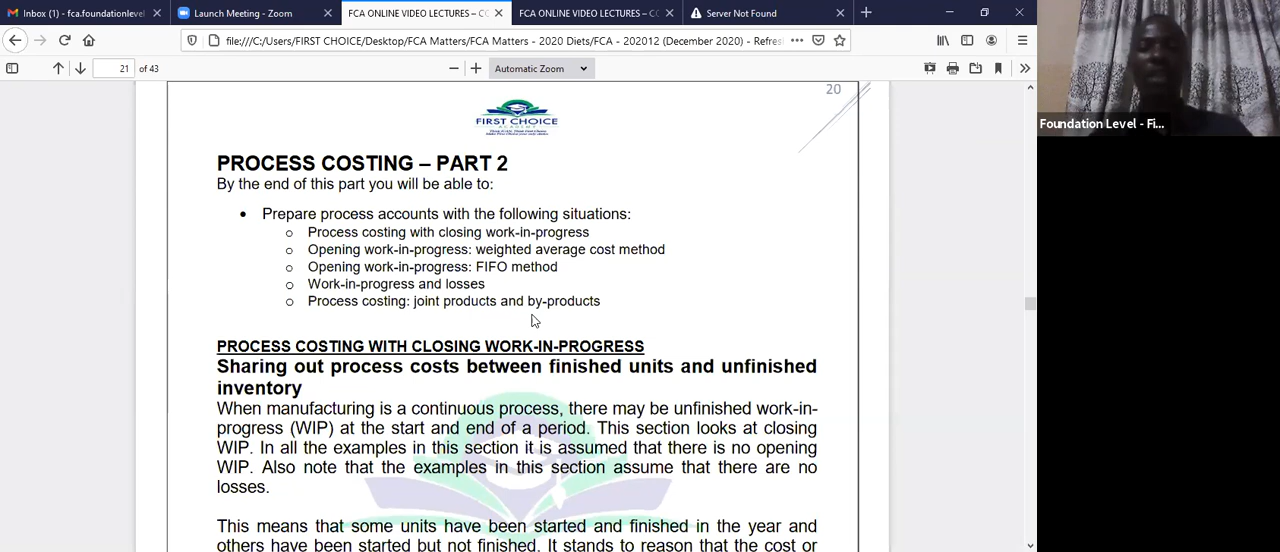 Inbox (1) - fca.foundationlevel
Launch Meeting - Zoom
FCA ONLINE VIDEO LECTURES – CC
FCA ONLINE VIDEO LECTURES – CC
Server Not Found
file:///C:/Users/FIRST CHOICE/Desktop/FCA Matters/FCA Matters - 2020 Diets/FCA - 202012 (December 2020) - Refres
21 of 43
Automatic Zoom
Foundation Level - Fi...
20
FIRST CHOICE
ACADEMY
PROCESS COSTING – PART 2
By the end of this part you will be able to:
• Prepare process accounts with the following situations:
o Process costing with closing work-in-progress
o Opening work-in-progress: weighted average cost method
o Opening work-in-progress: FIFO method
o Work-in-progress and losses
o Process costing: joint products and by-products
PROCESS COSTING WITH CLOSING WORK-IN-PROGRESS
Sharing out process costs between finished units and unfinished
inventory
When manufacturing is a continuous process, there may be unfinished work-in-
progress (WIP) at the start and end of a period. This section looks at closing
WIP. In all the examples in this section it is assumed that there is no opening
WIP. Also note that the examples in this section assume that there are no
losses.
This means that some units have been started and finished in the year and
others have been started but not finished. It stands to reason that the cost or